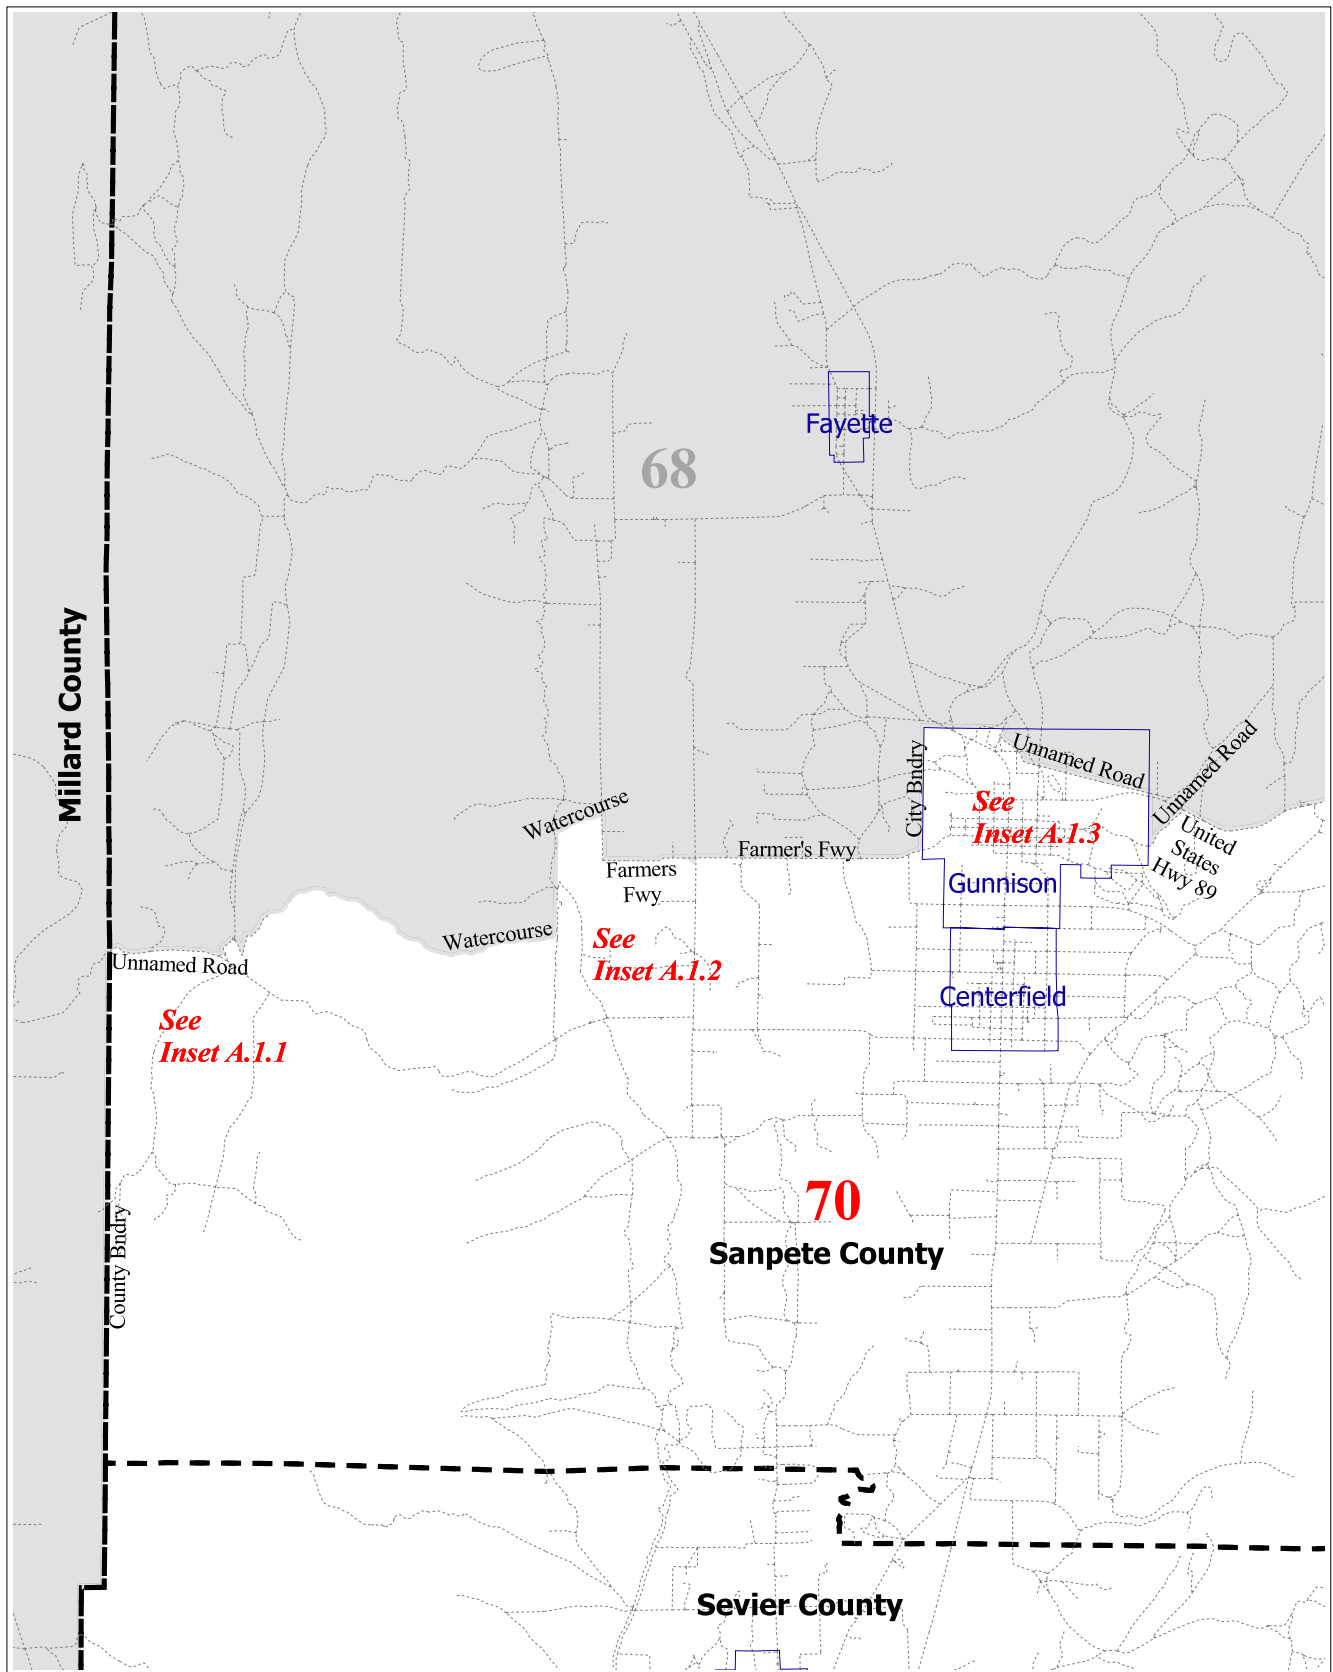 Fayette
68
Millard County
Unnamed Road
Unnamed Road
City Bndry
See
Inset A.1.3
Watercourse
United
States
Hwy 89
Farmer's Fwy
Farmers
Fwy
Gunnison
Watercourse
See
Inset A.1.2
Unnamed Road
Centerfield
See
Inset A.1.1
70
Sanpete County
County Bndry
Sevier County